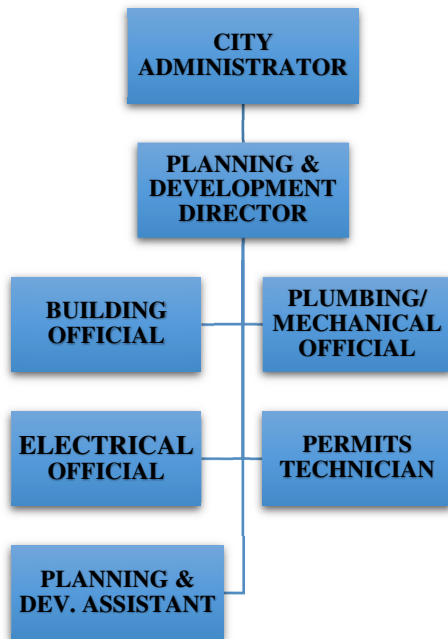 CITY
ADMINISTRATOR
PLANNING &
DEVELOPMENT
DIRECTOR
BUILDING
OFFICIAL
PLUMBING/
MECHANICAL
OFFICIAL
ELECTRICAL
OFFICIAL
PERMITS
TECHNICIAN
PLANNING &
DEV. ASSISTANT